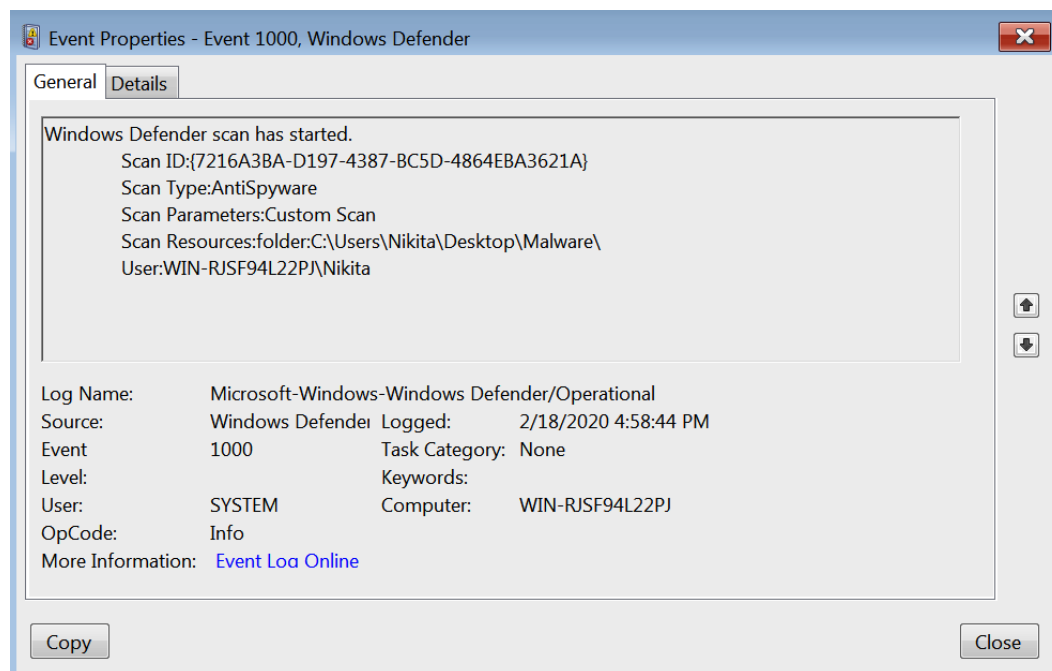 Event Properties - Event 1000, Windows Defender
General Details
Windows Defender scan has started.
Scan ID:{7216A3BA-D197-4387-BC5D-4864EBA3621A}
Scan Type:AntiSpyware
Scan Parameters:Custom Scan
Scan Resources:folder:C:\Users\Nikita\Desktop\Malware\
User:WIN-RJSF94L22PJ\Nikita
Log Name: Microsoft-Windows-Windows Defender/Operational
Source: Windows Defender Logged: 2/18/2020 4:58:44 PM
Event 1000 Task Category: None
Level: Keywords:
User: SYSTEM Computer: WIN-RJSF94L22PJ
OpCode: Info
More Information: Event Log Online
Copy Close